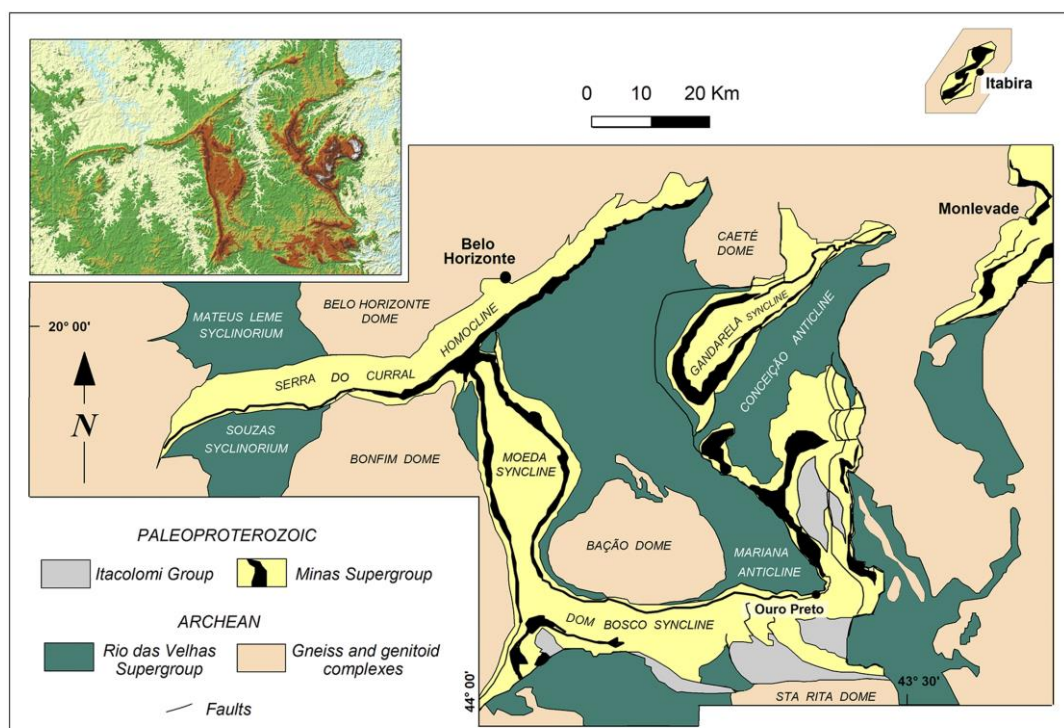 0 10 20 Km
Itabira
Monlevade
Belo
Horizonte
CAETÉ
DOME
MATEUS LEME
SYCLINORIUM
BELO HORIZONTE
DOME
20° 00'
HOMOCLINE
GANDARELA SYNCLINE
CONCEIÇÃO ANTICLINE
SERRA DO CURRAL
N
SOUZAS
SYCLINORIUM
BONFIM DOME
MOEDA
SYNCLINE
BAÇÃO DOME
MARIANA
ANTICLINE
PALEOPROTEROZOIC
Itacolomi Group
Minas Supergroup
Ouro Preto
DOM BOSCO SYNCLINE
ARCHEAN
Rio das Velhas
Supergroup
Gneiss and genitoid
complexes
44° 00'
43° 30'
STA RITA DOME
Faults